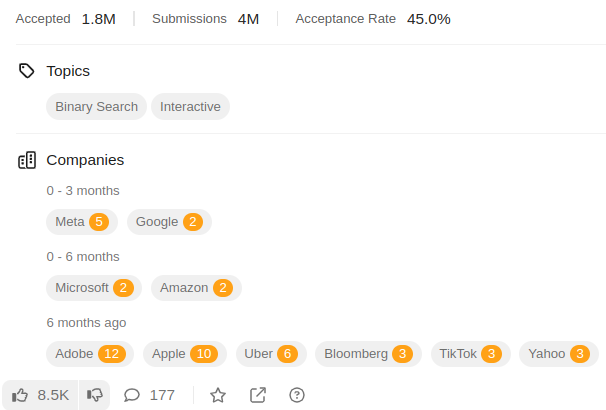 Accepted 1.8M Submissions 4M Acceptance Rate 45.0%
Topics
Binary Search Interactive
Companies
0 - 3 months
Meta 5 Google 2
0 - 6 months
Microsoft 2 Amazon 2
6 months ago
Adobe 12 Apple 10 Uber 6 Bloomberg 3 TikTok 3 Yahoo 3
8.5K 177